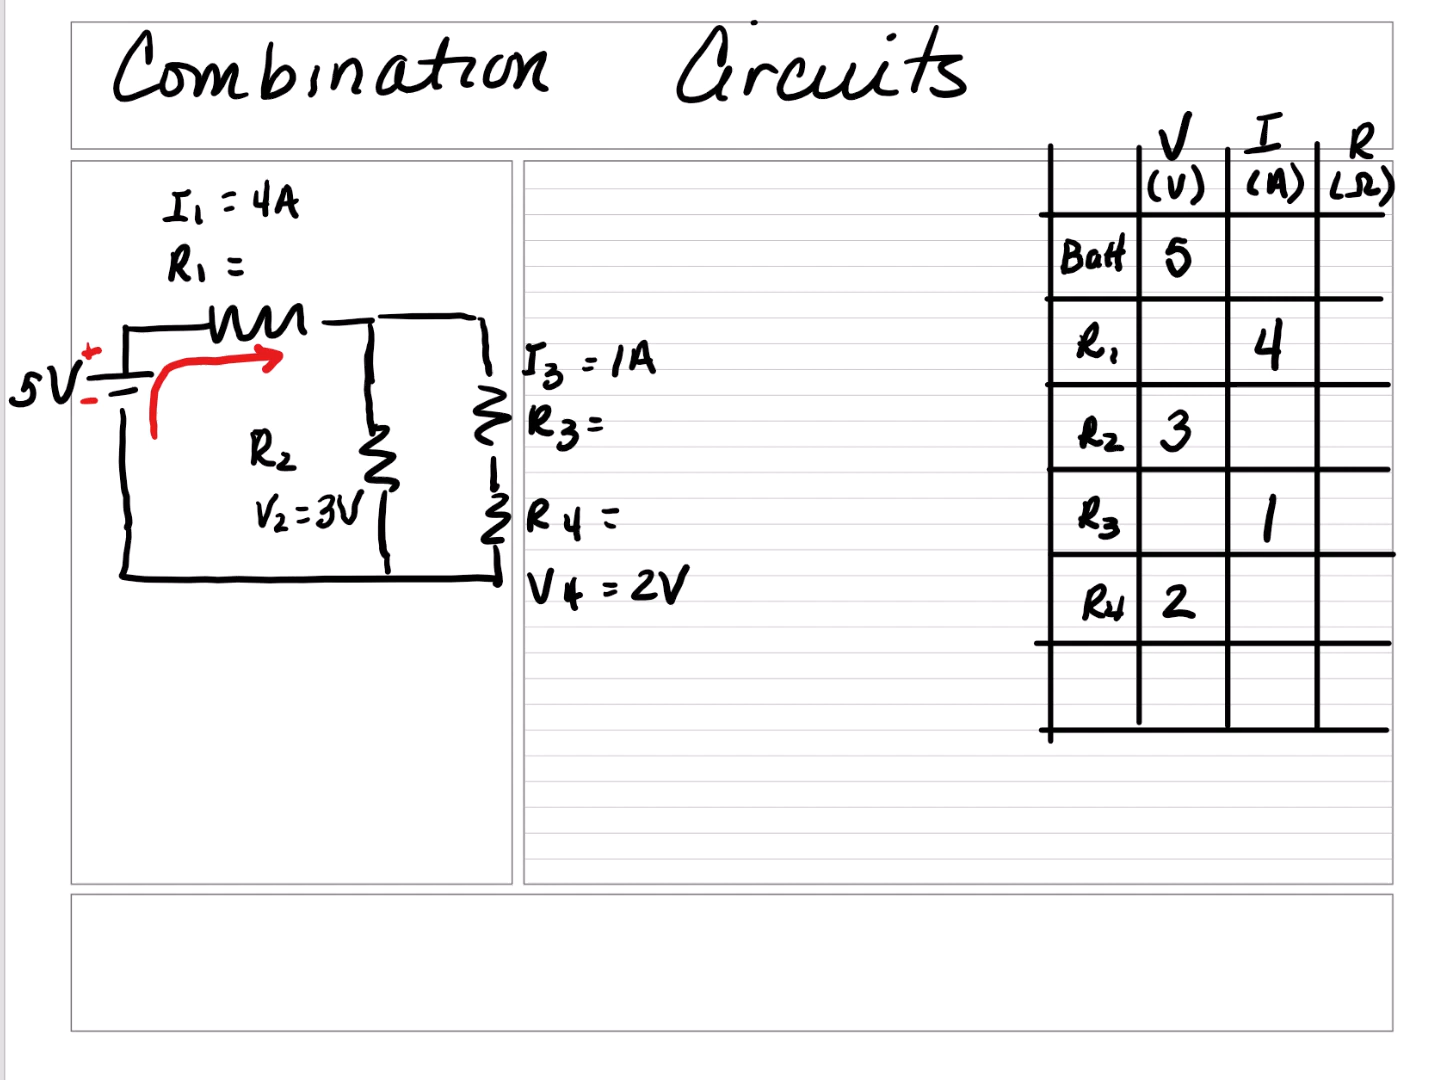 Combination Circuits
I₁ = 4A
R₁ =
+
5V
-
R₂
V₂ = 3V
I₃ = 1A
R₃ =
R₄ =
V₄ = 2V
V I R
(V) (A) (Ω)
Batt 5
R₁ 4
R₂ 3
R₃ 1
R₄ 2